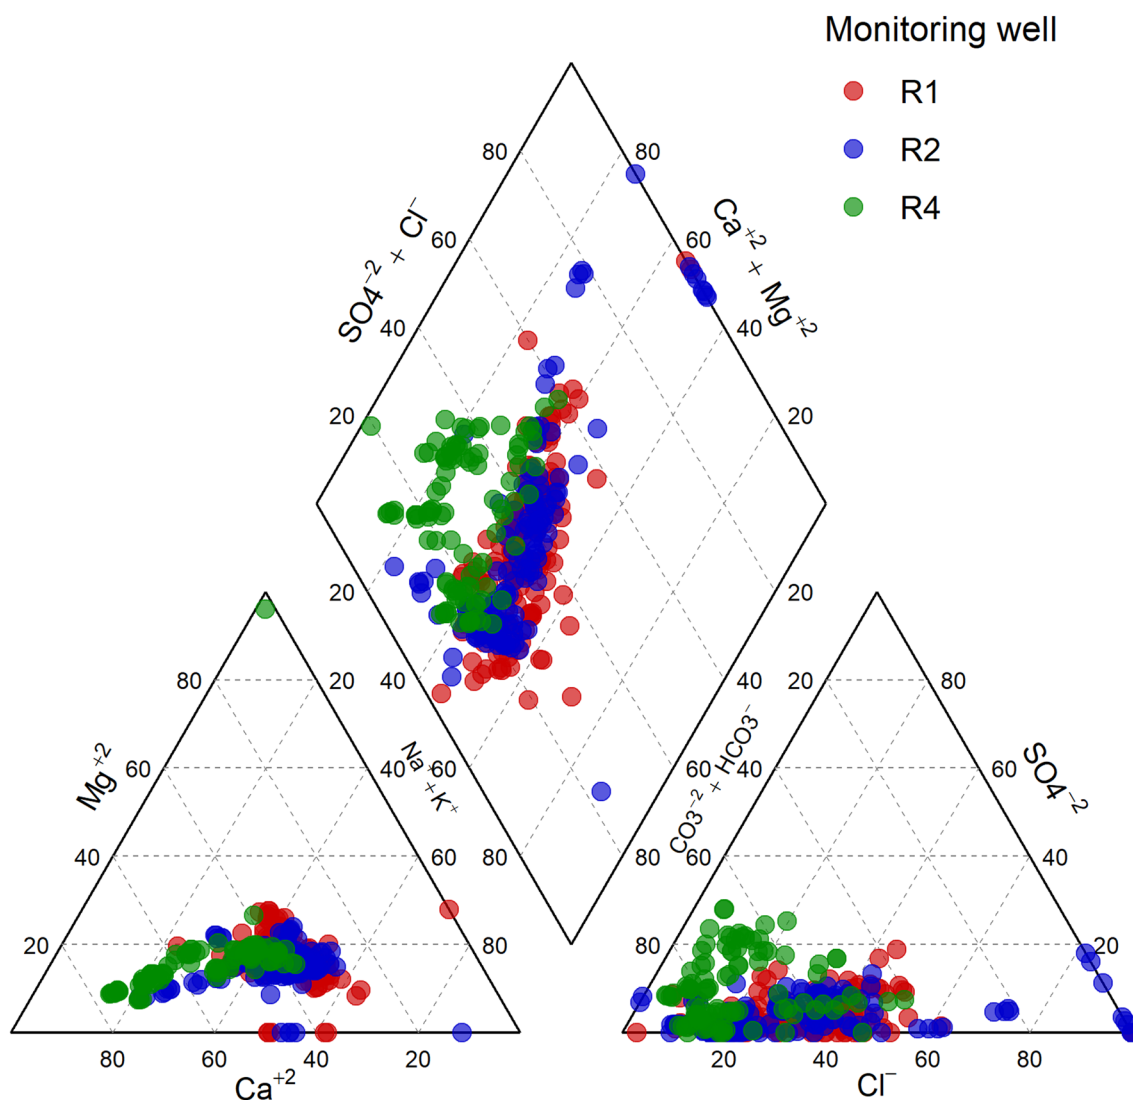 Monitoring well
R1
R2
R4
80 80
SO4⁻² + Cl⁻
Ca⁺² + Mg⁺²
60 60
40 40
20 20
20 20
80 20 40 40 20 80
Mg⁺²
Na⁺+K⁺
CO3⁻² + HCO3⁻
SO4⁻²
60 40 60 60 40 60
40 60 80 80 60 40
20 80 80 20
80 60 40 20 20 40 60 80
Ca⁺²
Cl⁻